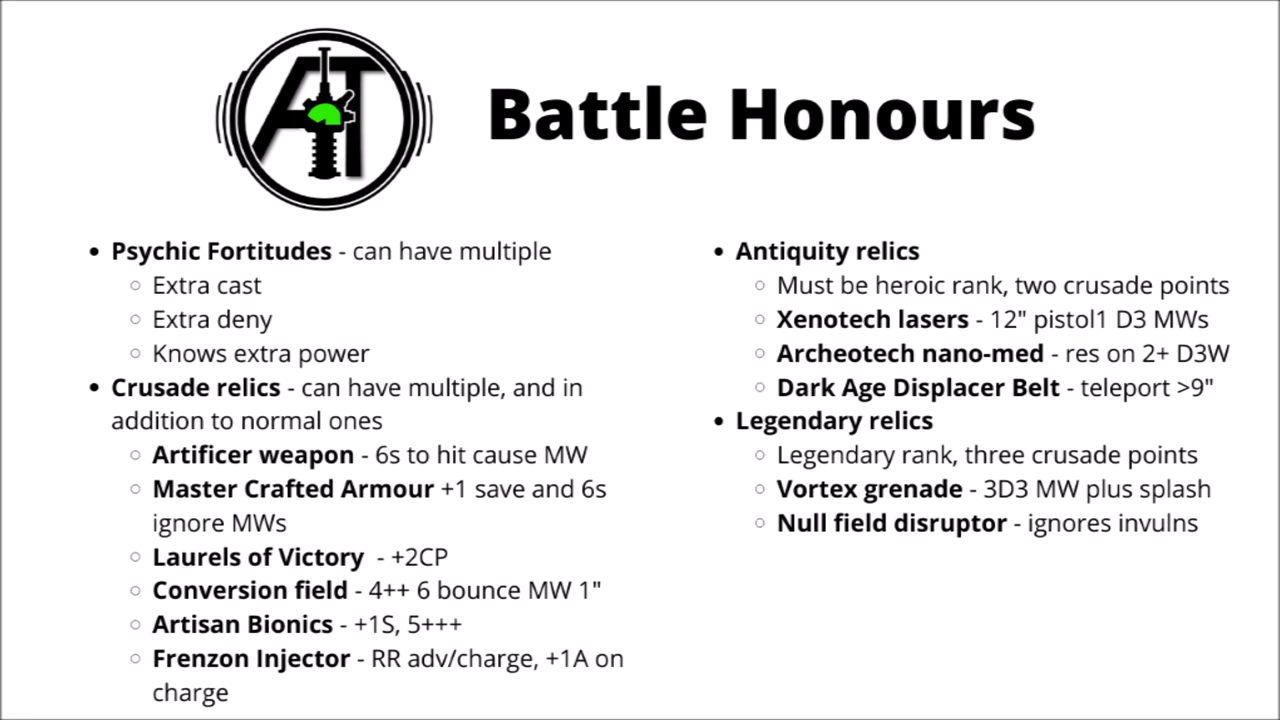 AT
Battle Honours
• Psychic Fortitudes - can have multiple
○ Extra cast
○ Extra deny
○ Knows extra power
• Crusade relics - can have multiple, and in
addition to normal ones
○ Artificer weapon - 6s to hit cause MW
○ Master Crafted Armour +1 save and 6s
ignore MWs
○ Laurels of Victory - +2CP
○ Conversion field - 4++ 6 bounce MW 1"
○ Artisan Bionics - +1S, 5+++
○ Frenzon Injector - RR adv/charge, +1A on
charge
• Antiquity relics
○ Must be heroic rank, two crusade points
○ Xenotech lasers - 12" pistol1 D3 MWs
○ Archeotech nano-med - res on 2+ D3W
○ Dark Age Displacer Belt - teleport >9"
• Legendary relics
○ Legendary rank, three crusade points
○ Vortex grenade - 3D3 MW plus splash
○ Null field disruptor - ignores invulns